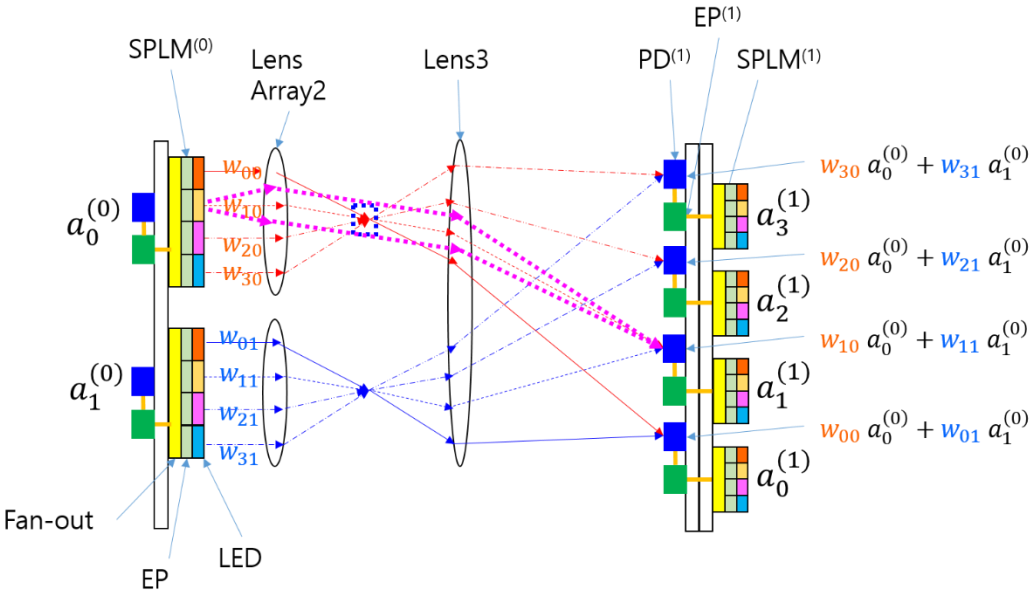 EP⁽¹⁾
SPLM⁽⁰⁾
Lens
Array2
Lens3
PD⁽¹⁾
SPLM⁽¹⁾
w₀₀
w₁₀
w₂₀
w₃₀
a₀⁽⁰⁾
w₃₀ a₀⁽⁰⁾ + w₃₁ a₁⁽⁰⁾
a₃⁽¹⁾
w₂₀ a₀⁽⁰⁾ + w₂₁ a₁⁽⁰⁾
a₂⁽¹⁾
w₀₁
w₁₁
w₂₁
w₃₁
a₁⁽⁰⁾
w₁₀ a₀⁽⁰⁾ + w₁₁ a₁⁽⁰⁾
a₁⁽¹⁾
w₀₀ a₀⁽⁰⁾ + w₀₁ a₁⁽⁰⁾
a₀⁽¹⁾
Fan-out
LED
EP